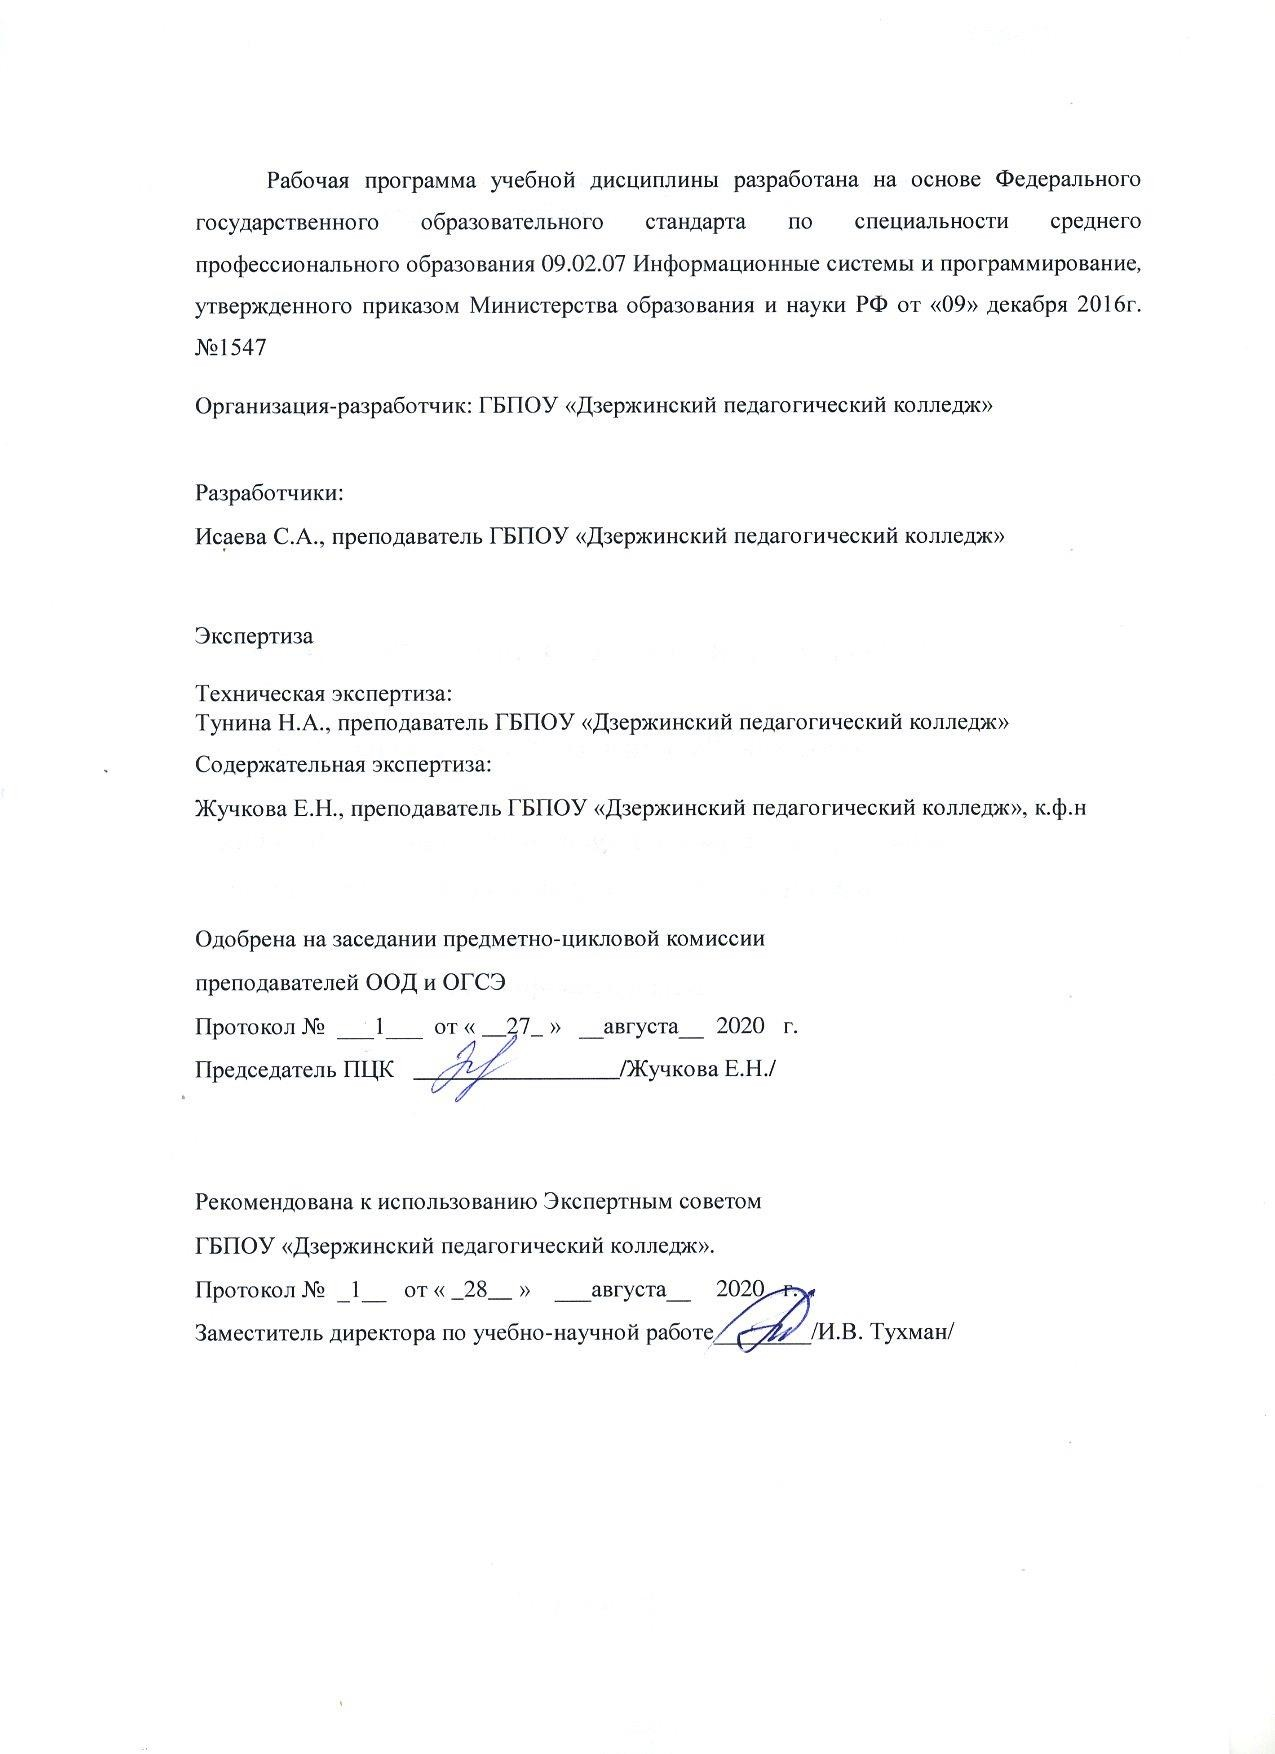 Рабочая программа учебной дисциплины разработана на основе Федерального
государственного образовательного стандарта по специальности среднего
профессионального образования 09.02.07 Информационные системы и программирование,
утвержденного приказом Министерства образования и науки РФ от «09» декабря 2016г.
№1547
Организация-разработчик: ГБПОУ «Дзержинский педагогический колледж»
Разработчики:
Исаева С.А., преподаватель ГБПОУ «Дзержинский педагогический колледж»
Экспертиза
Техническая экспертиза:
Тунина Н.А., преподаватель ГБПОУ «Дзержинский педагогический колледж»
Содержательная экспертиза:
Жучкова Е.Н., преподаватель ГБПОУ «Дзержинский педагогический колледж», к.ф.н
Одобрена на заседании предметно-цикловой комиссии
преподавателей ООД и ОГСЭ
Протокол № ___1___ от « __27_ » __августа__ 2020 г.
Председатель ПЦК _________________/Жучкова Е.Н./
Рекомендована к использованию Экспертным советом
ГБПОУ «Дзержинский педагогический колледж».
Протокол № _1__ от « _28__ » ___августа__ 2020 г.
Заместитель директора по учебно-научной работе________/И.В. Тухман/